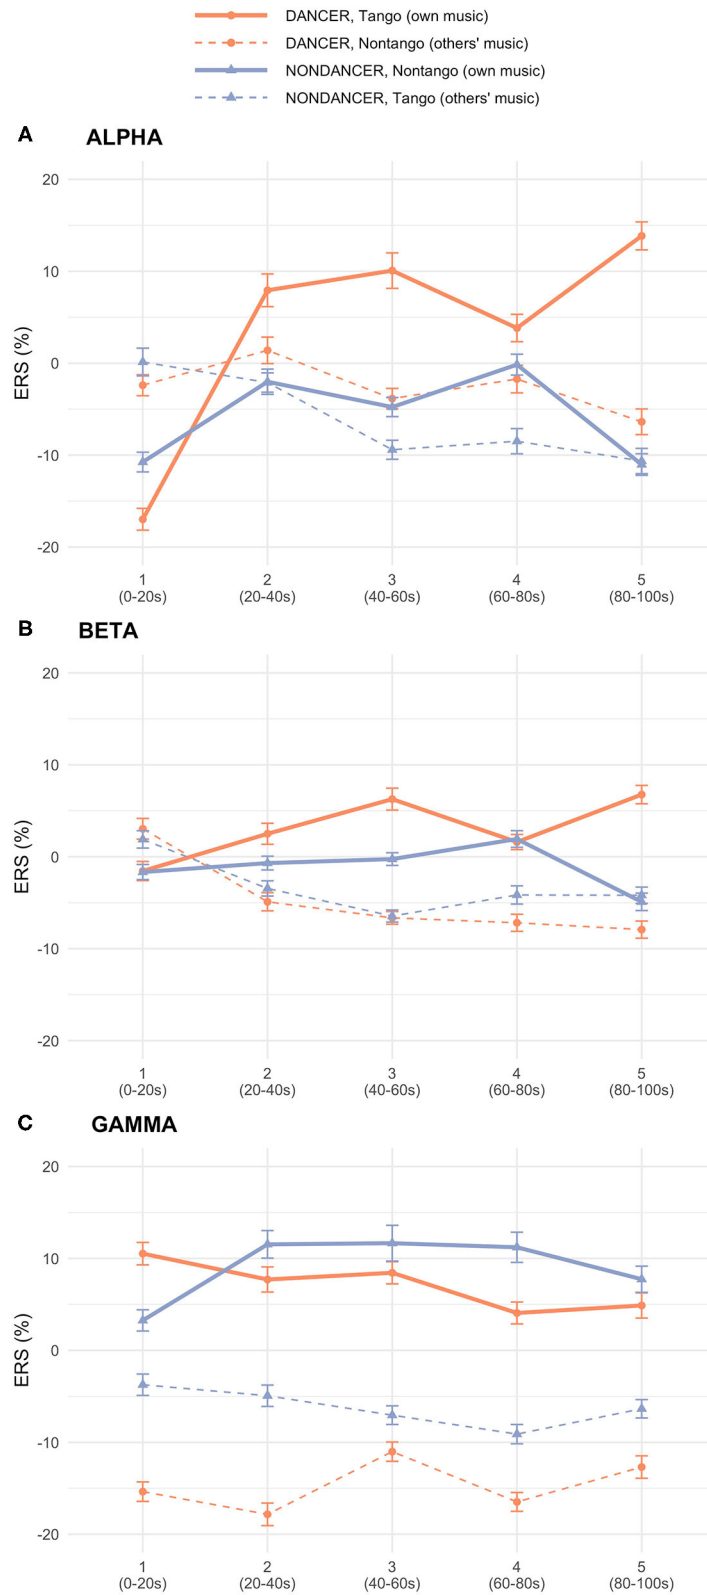 DANCER, Tango (own music)
DANCER, Nontango (others' music)
NONDANCER, Nontango (own music)
NONDANCER, Tango (others' music)
A ALPHA
20
10
0
-10
-20
ERS (%)
1 2 3 4 5
(0-20s) (20-40s) (40-60s) (60-80s) (80-100s)
B BETA
20
10
0
-10
-20
ERS (%)
1 2 3 4 5
(0-20s) (20-40s) (40-60s) (60-80s) (80-100s)
C GAMMA
20
10
0
-10
-20
ERS (%)
1 2 3 4 5
(0-20s) (20-40s) (40-60s) (60-80s) (80-100s)